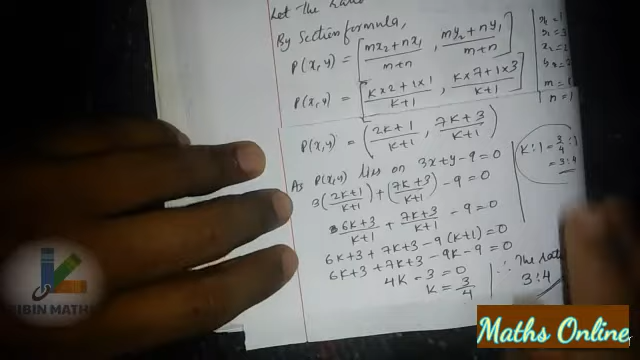 Let The
By Section formula,
P(x,y) = [mx₂+nx₁ / m+n , my₂+ny₁ / m+n]
P(x,y) = [K×2+1×1 / K+1 , K×7+1×3 / K+1]
P(x,y) = (2K+1 / K+1 , 7K+3 / K+1)
As P(x,y) lies on 3x+y-9=0
3(2K+1 / K+1) + (7K+3 / K+1) - 9 = 0
6K+3 / K+1 + 7K+3 / K+1 - 9 = 0
6K+3 + 7K+3 - 9(K+1) = 0
6K+3 + 7K+3 - 9K - 9 = 0
4K - 3 = 0
K = 3/4
K:1 = 3/4 : 1
= 3:4
∴ The
3:4
BIN MATHS
Maths Online